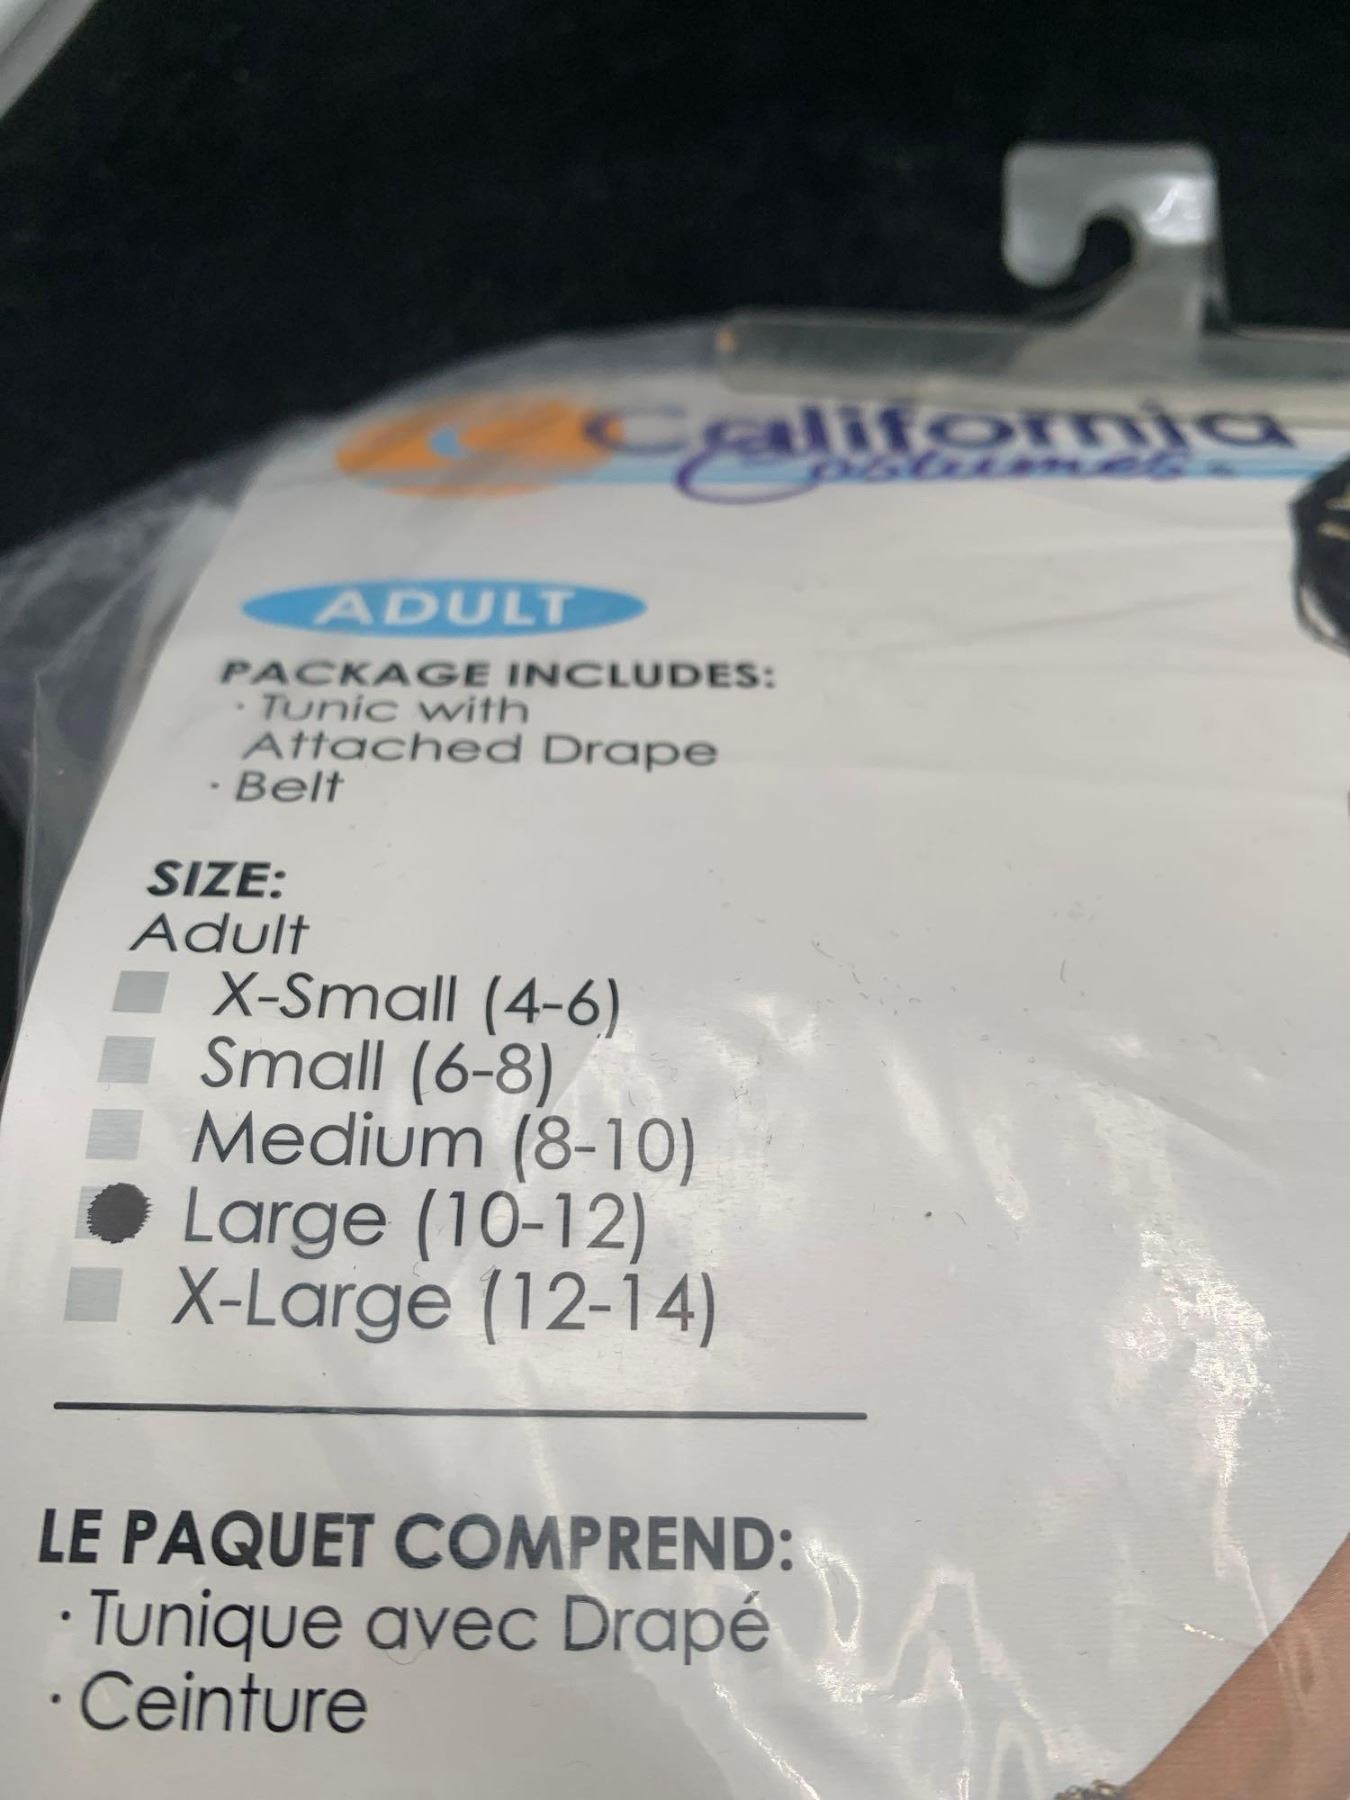 California
Costumes
ADULT
PACKAGE INCLUDES:
· Tunic with
Attached Drape
· Belt
SIZE:
Adult
X-Small (4-6)
Small (6-8)
Medium (8-10)
Large (10-12)
X-Large (12-14)
LE PAQUET COMPREND:
· Tunique avec Drapé
· Ceinture